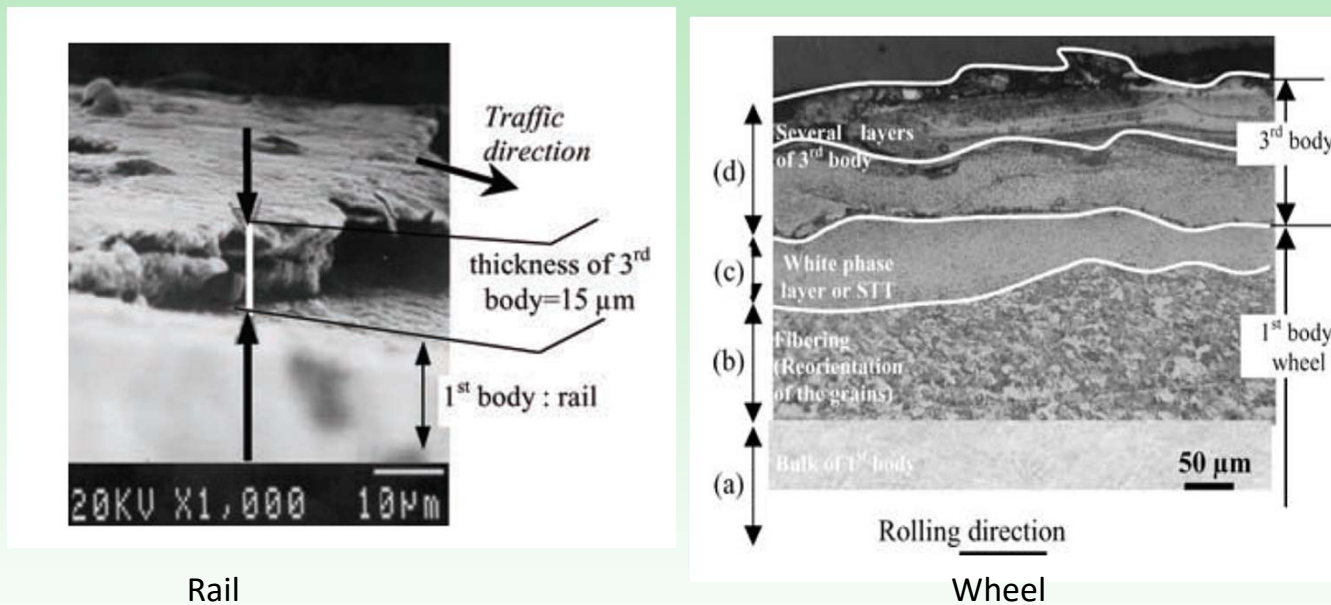 Traffic
direction
thickness of 3rd
body=15 µm
1st body : rail
20KV X1,000 10µm
Rail
(d)
Several layers
of 3rd body
3rd body
(c)
White phase
layer or STT
(b)
Fibering
(Reorientation
of the grains)
1st body
wheel
(a)
Bulk of 1st body
50 µm
Rolling direction
Wheel